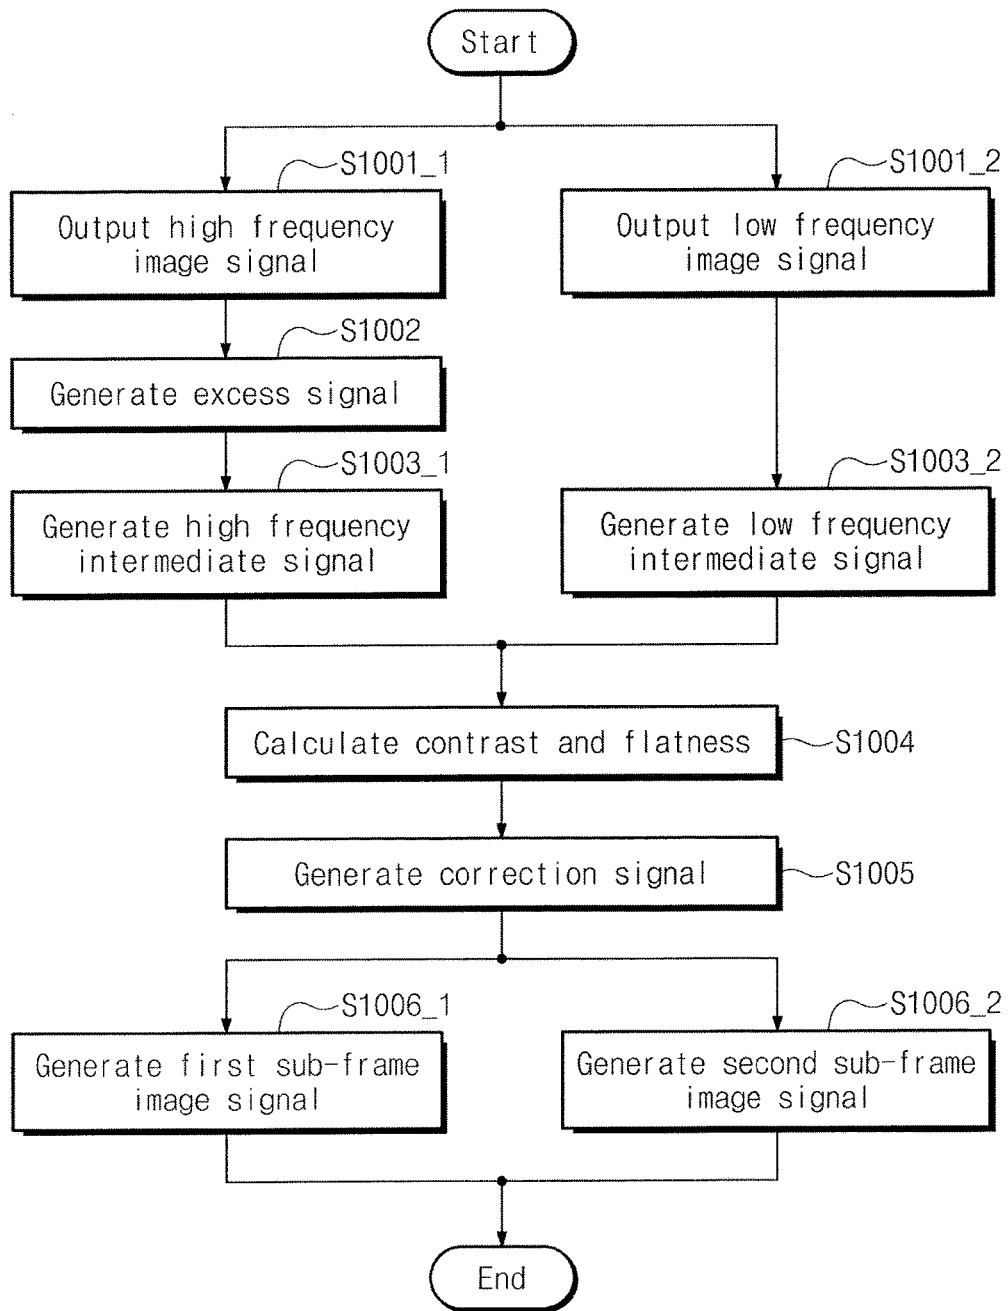 Start
S1001_1
S1001_2
Output high frequency
image signal
Output low frequency
image signal
S1002
Generate excess signal
S1003_1
S1003_2
Generate high frequency
intermediate signal
Generate low frequency
intermediate signal
Calculate contrast and flatness
S1004
Generate correction signal
S1005
S1006_1
S1006_2
Generate first sub-frame
image signal
Generate second sub-frame
image signal
End